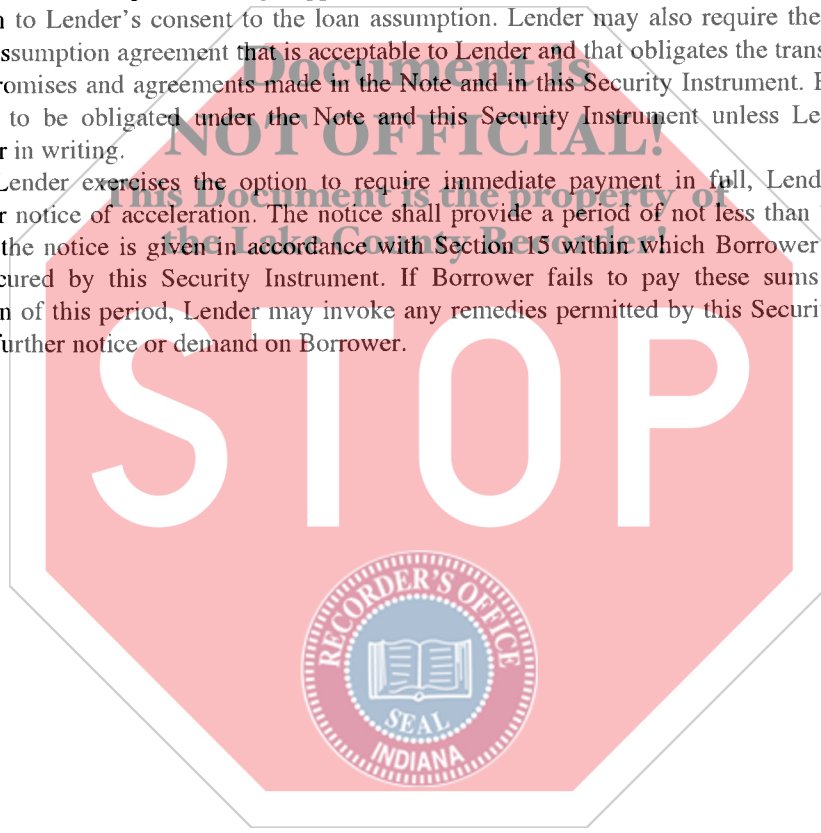 n to Lender's consent to the loan assumption. Lender may also require the
ssumption agreement that is acceptable to Lender and that obligates the trans
romises and agreements made in the Note and in this Security Instrument. B
to be obligated under the Note and this Security Instrument unless Le
r in writing.
Lender exercises the option to require immediate payment in full, Lend
r notice of acceleration. The notice shall provide a period of not less than
the notice is given in accordance with Section 15 within which Borrower
cured by this Security Instrument. If Borrower fails to pay these sums
n of this period, Lender may invoke any remedies permitted by this Securi
further notice or demand on Borrower.
Document is
NOT OFFICIAL!
This Document is the property of
the Lake County Recorder!
STOP
RECORDER'S OFFICE
SEAL
INDIANA